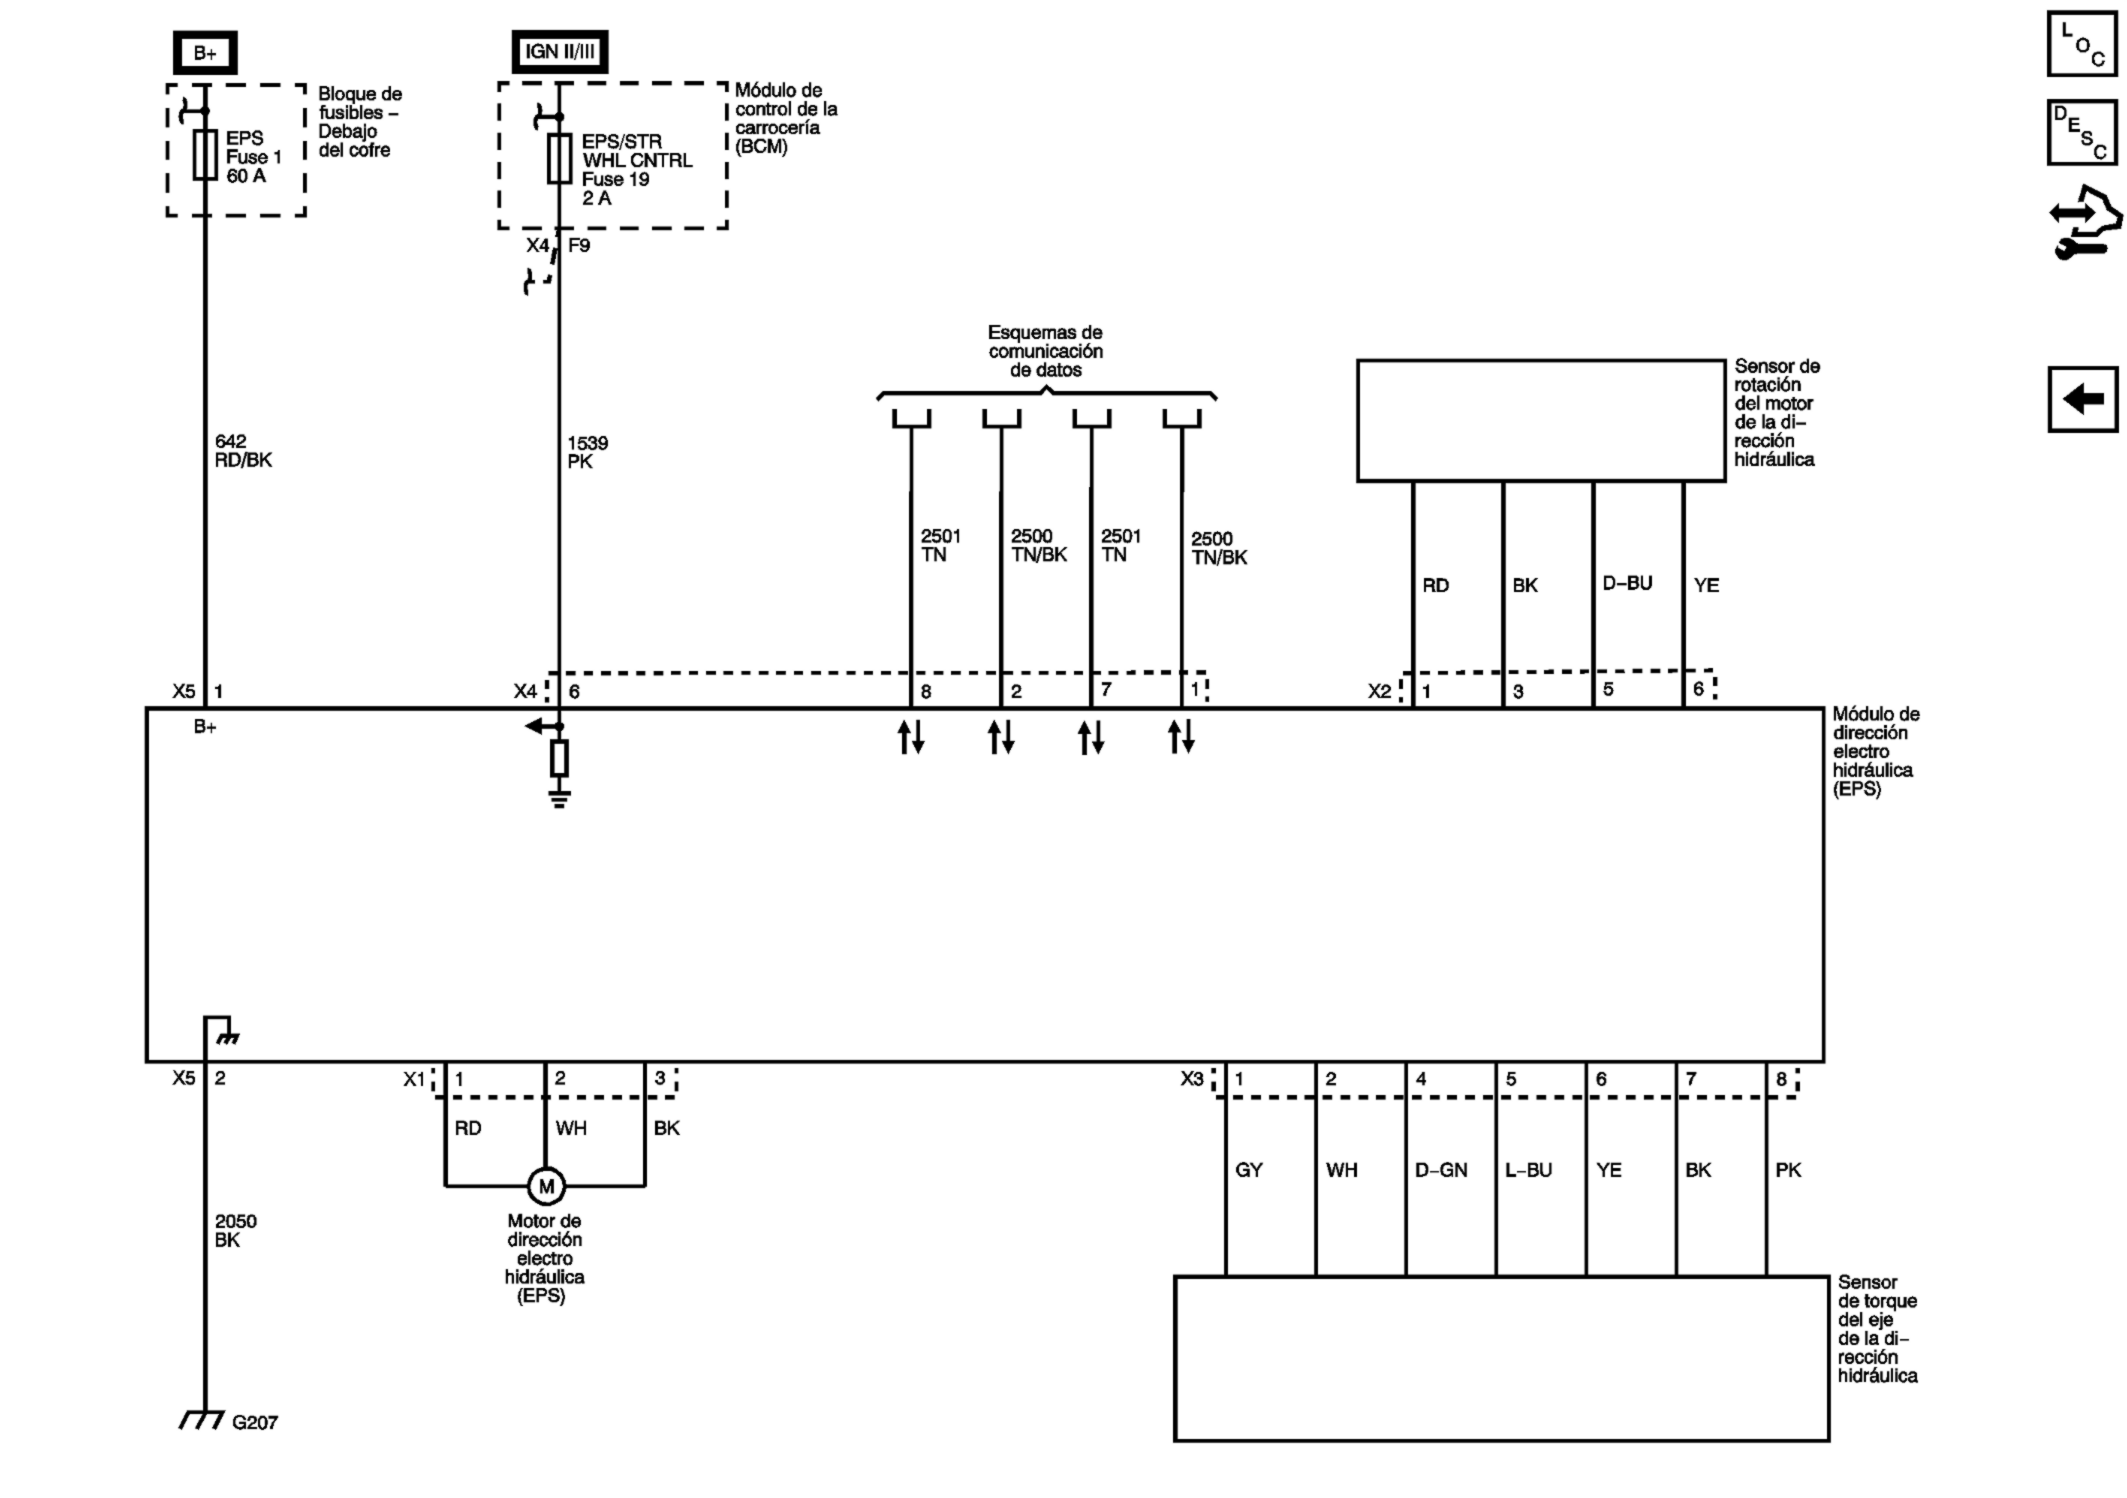 B+
IGN II/III
Bloque de
fusibles –
Debajo
del cofre
EPS
Fuse 1
60 A
Módulo de
control de la
carrocería
(BCM)
EPS/STR
WHL CNTRL
Fuse 19
2 A
X4 F9
L O C
D E S C
Esquemas de
comunicación
de datos
Sensor de
rotación
del motor
de la di–
rección
hidráulica
642
RD/BK
1539
PK
2501
TN
2500
TN/BK
2501
TN
2500
TN/BK
RD BK D–BU YE
X5 1 X4 6 8 2 7 1 X2 1 3 5 6
B+
Módulo de
dirección
electro
hidráulica
(EPS)
X5 2 X1 1 2 3 X3 1 2 4 5 6 7 8
RD WH BK
GY WH D–GN L–BU YE BK PK
M
Motor de
dirección
electro
hidráulica
(EPS)
2050
BK
Sensor
de torque
del eje
de la di–
rección
hidráulica
G207